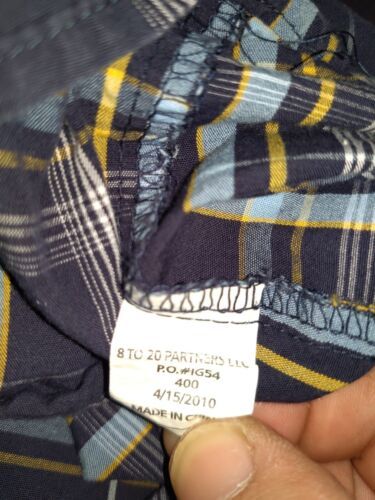 8 TO 20 PARTNERS LLC
P.O.#IG54
400
4/15/2010
MADE IN CHINA